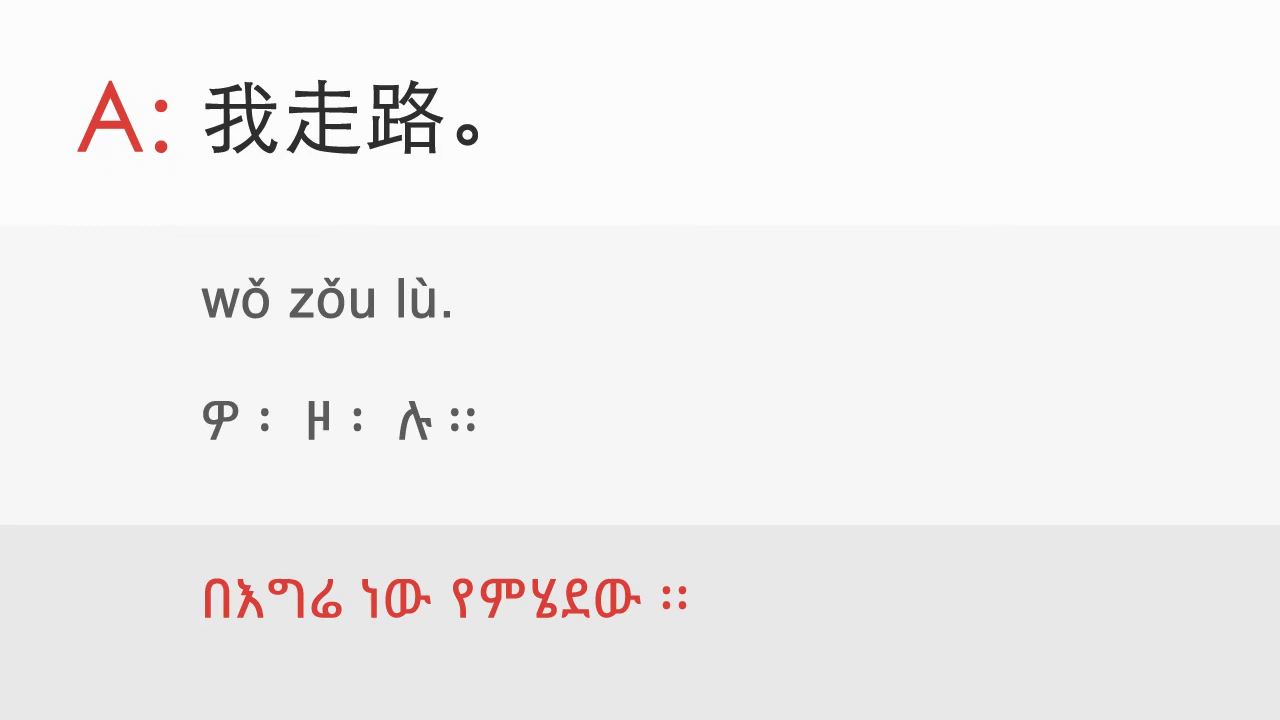 A: 我走路。
wǒ zǒu lù.
ዎ ፡ ዞ ፡ ሉ ፡፡
በእግሬ ነው የምሄደው ፡፡